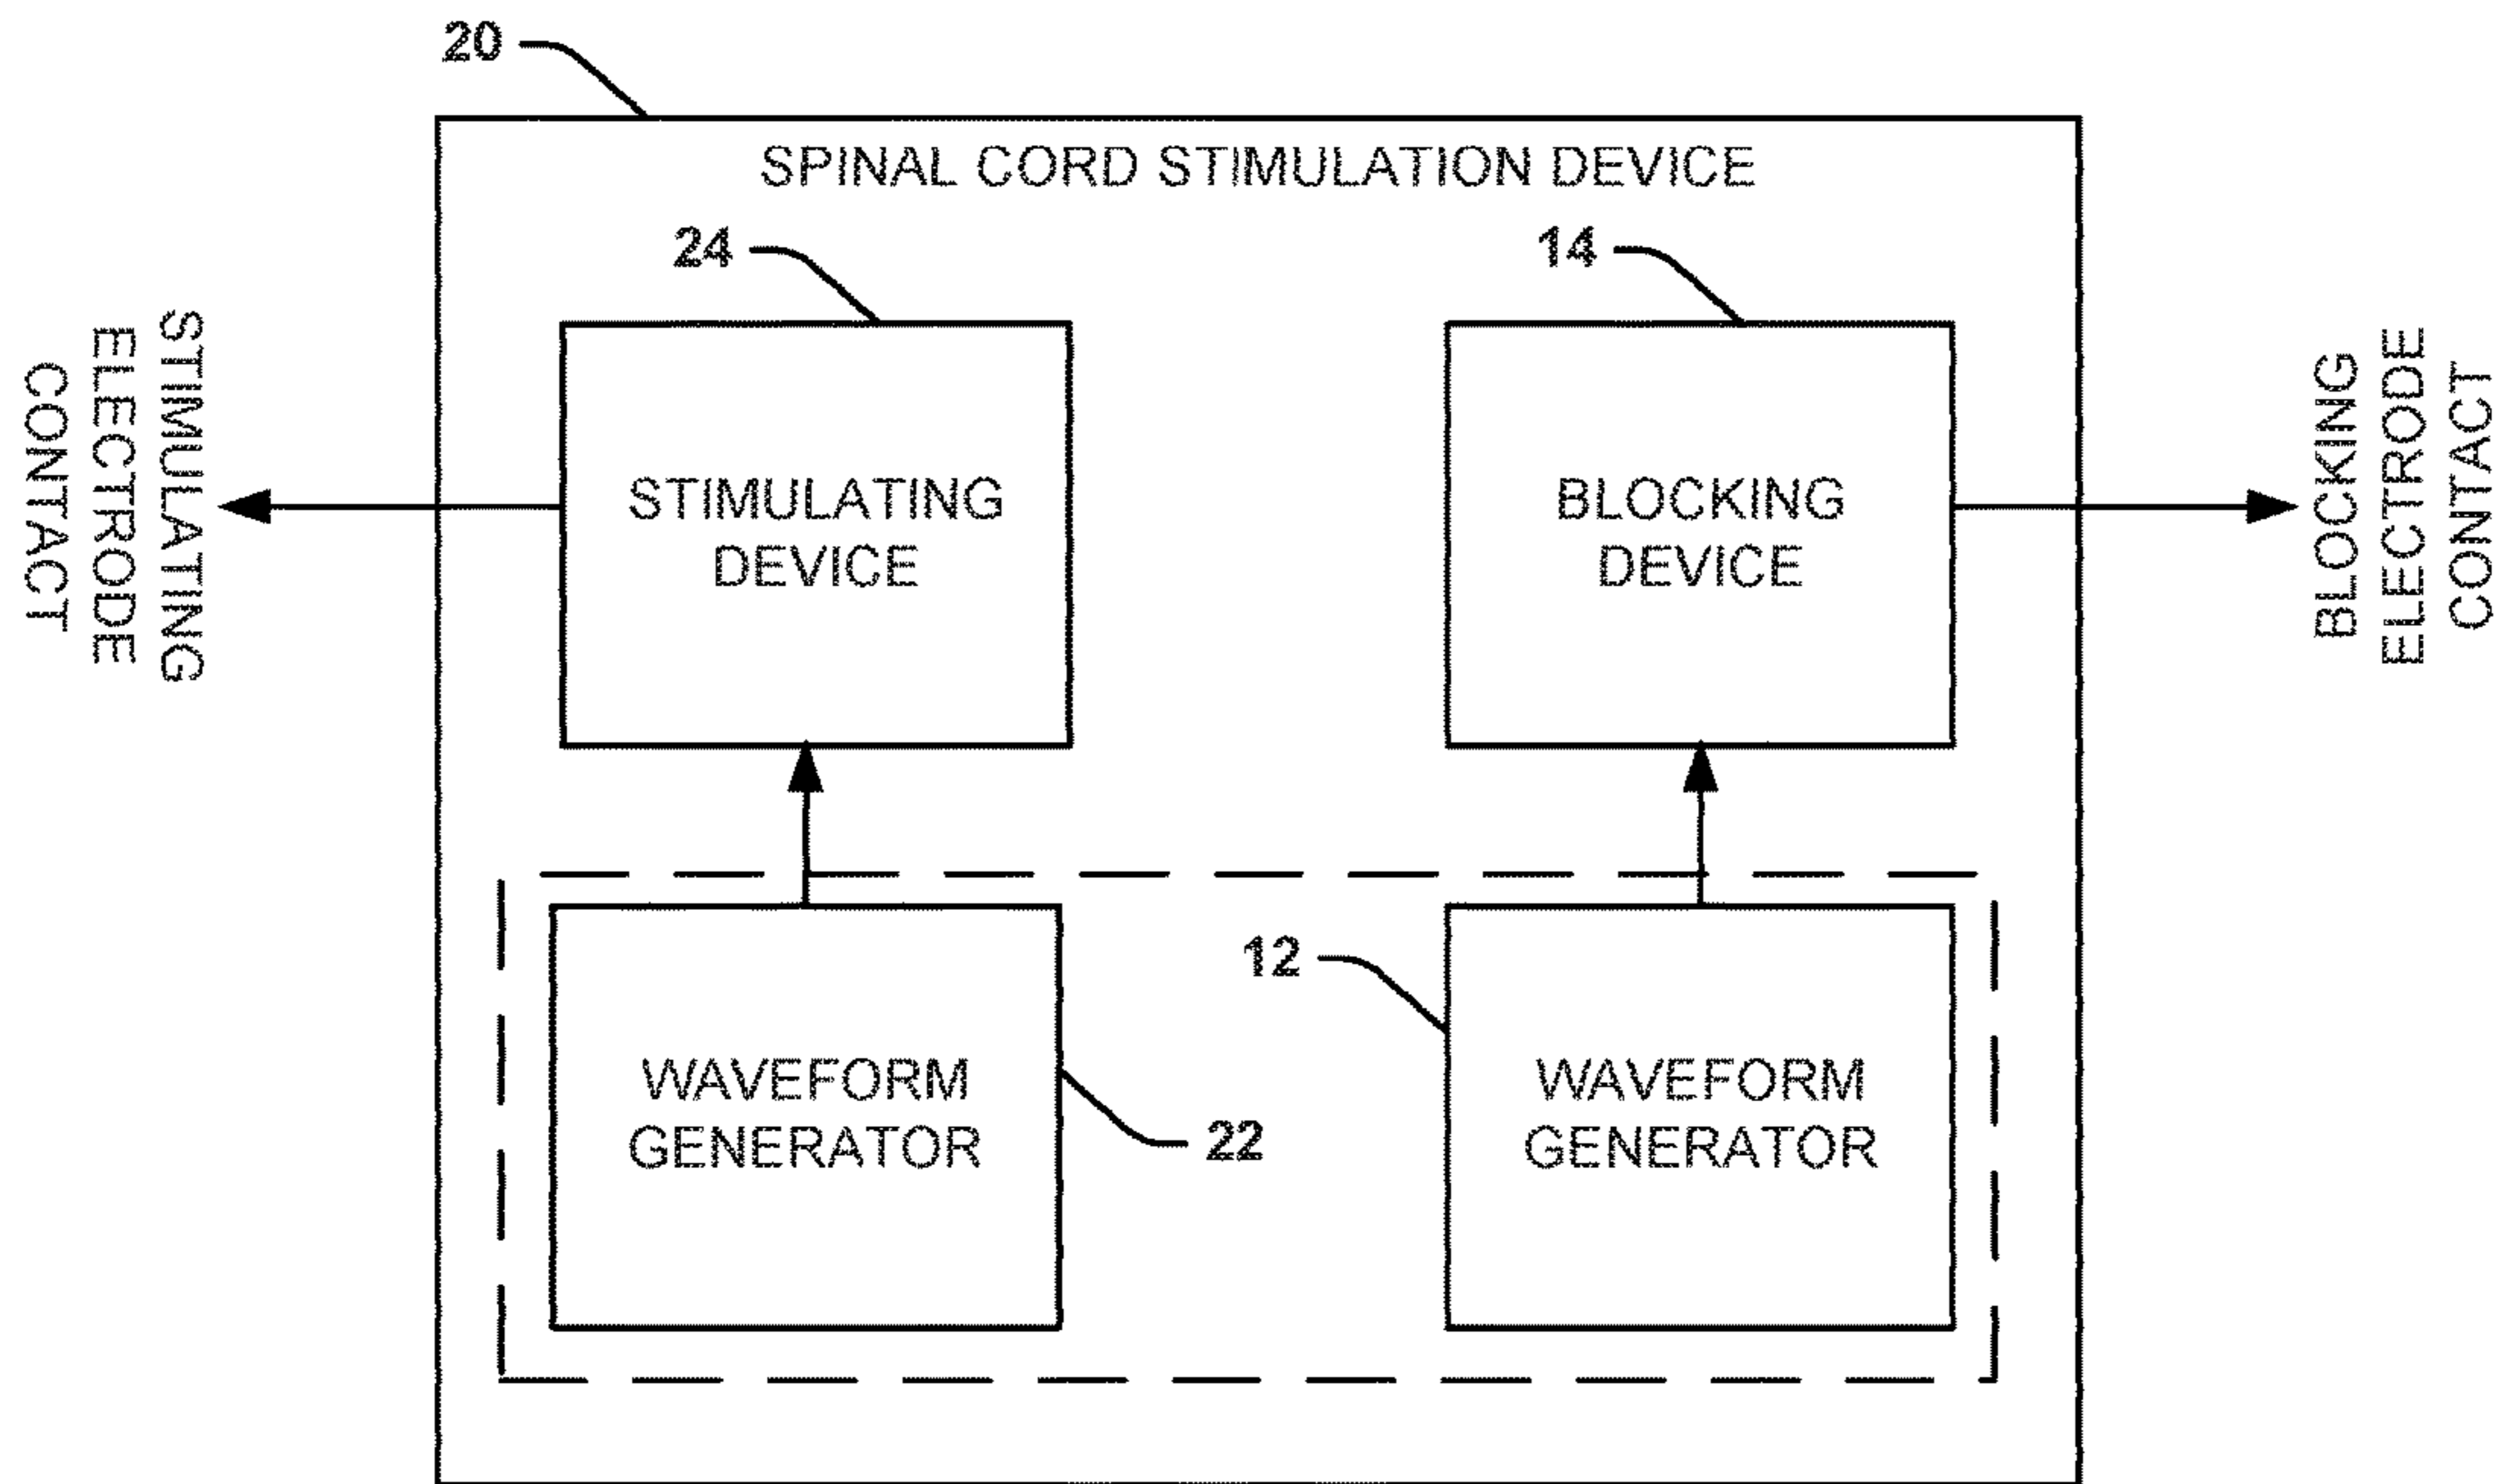 20
SPINAL CORD STIMULATION DEVICE
24
14
STIMULATING
ELECTRODE
CONTACT
STIMULATING
DEVICE
BLOCKING
DEVICE
BLOCKING
ELECTRODE
CONTACT
12
WAVEFORM
GENERATOR
22
WAVEFORM
GENERATOR